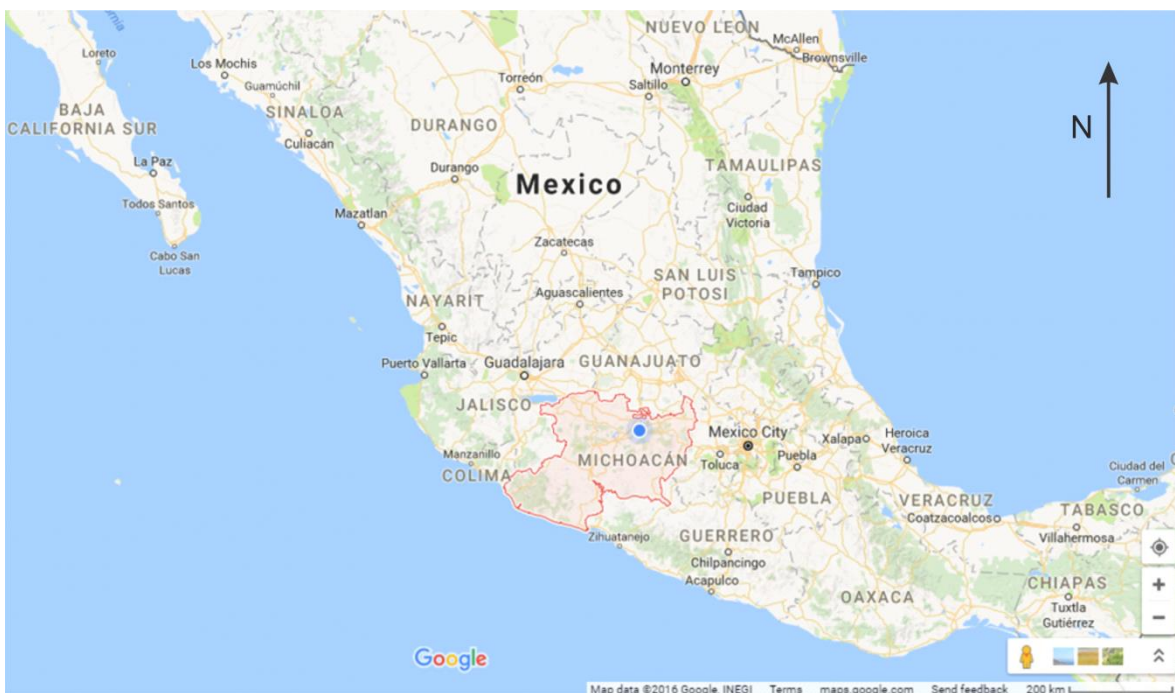 NUEVO LEON
McAllen
Brownsville
Loreto
Los Mochis
Monterrey
Torreón
Saltillo
Guamúchil
BAJA
CALIFORNIA SUR
SINALOA
DURANGO
N
Culiacán
La Paz
Durango
TAMAULIPAS
Mexico
Todos Santos
Mazatlan
Ciudad
Victoria
Cabo San
Lucas
Zacatecas
SAN LUIS
POTOSI
Tampico
NAYARIT
Aguascalientes
Tepic
Puerto Vallarta
Guadalajara
GUANAJUATO
JALISCO
Mexico City
Xalapa
Heroica
Veracruz
Manzanillo
COLIMA
MICHOACÁN
Toluca
Puebla
Ciudad del
Carmen
PUEBLA
VERACRUZ
Coatzacoalcos
TABASCO
Villahermosa
Zihuatanejo
GUERRERO
Chilpancingo
Acapulco
OAXACA
CHIAPAS
Tuxtla
Gutiérrez
Google
Map data ©2016 Google, INEGI Terms maps.google.com Send feedback 200 km